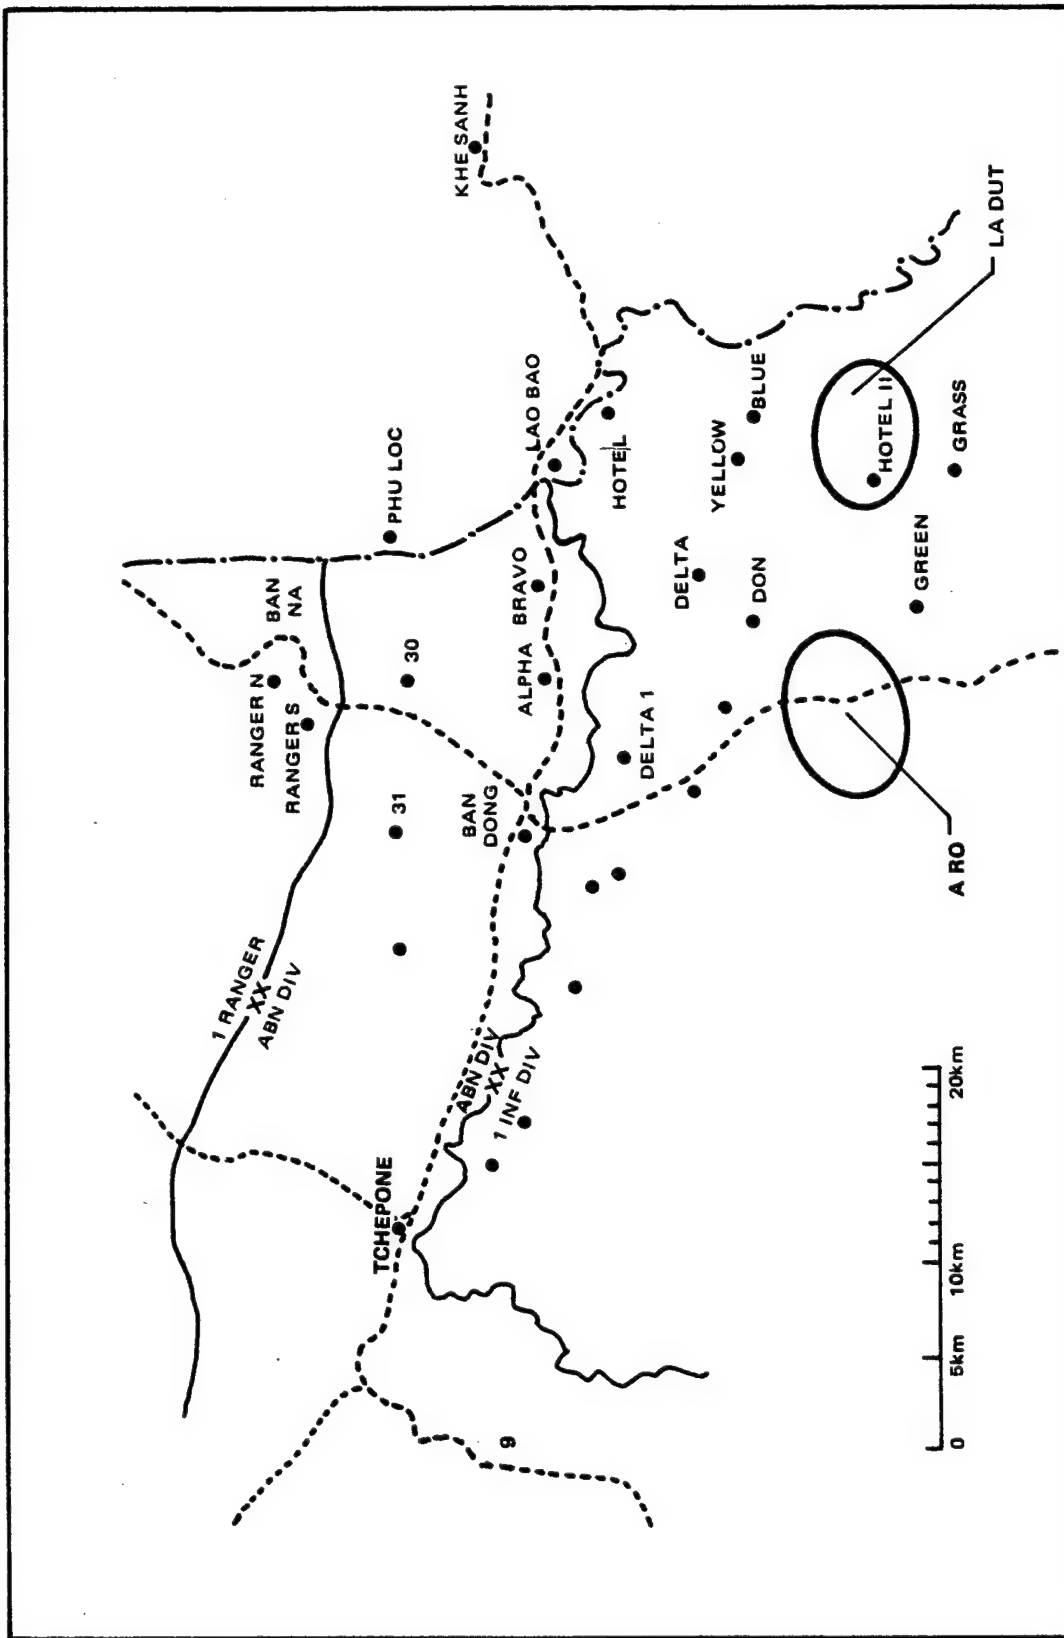 KHE SANH
PHU LOC
BAN
NA
RANGER N
RANGER S
30
31
1 RANGER
XX
ABN DIV
LAO BAO
BRAVO
ALPHA
BAN
DONG
HOTEL
TCHEPONE
ABN DIV
XX
1 INF DIV
DELTA 1
DELTA
YELLOW
BLUE
DON
HOTEL II
LA DUT
GREEN
GRASS
A RO
9
0
5km
10km
20km